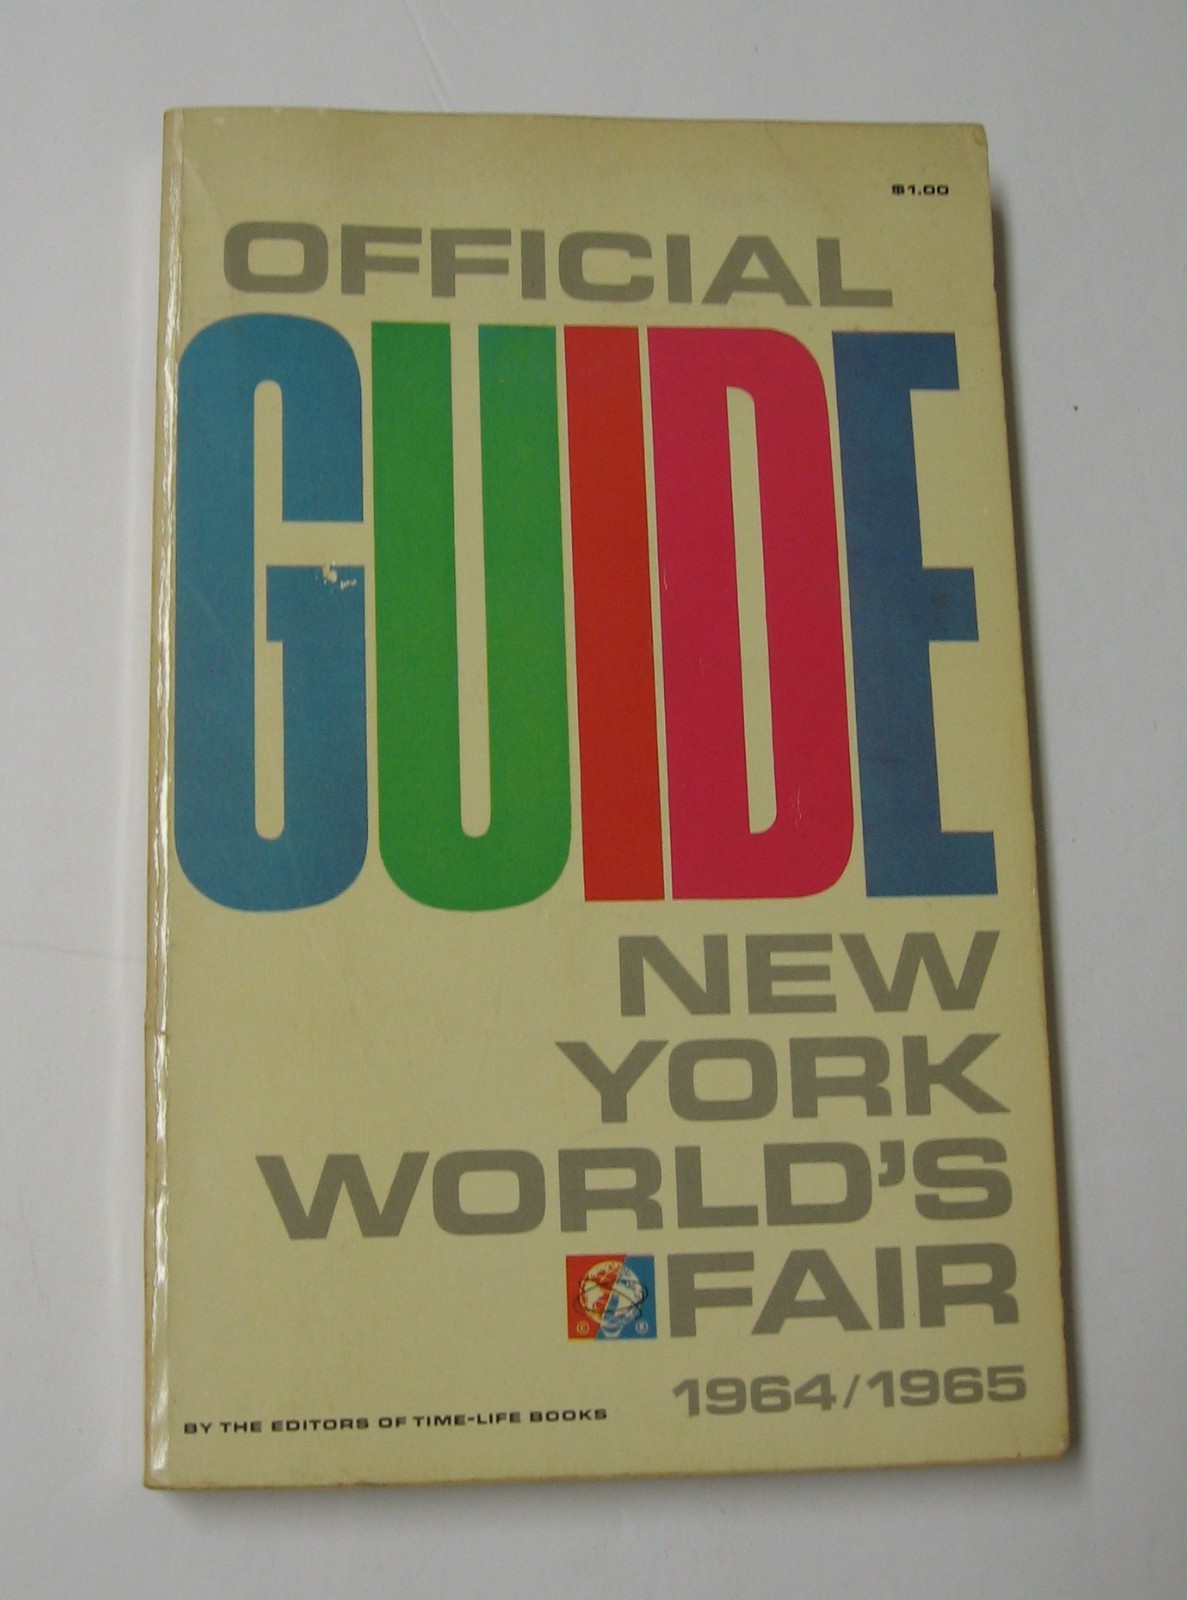 $1.00
OFFICIAL
GUIDE
NEW
YORK
WORLD'S
FAIR
© ®
1964/1965
BY THE EDITORS OF TIME-LIFE BOOKS